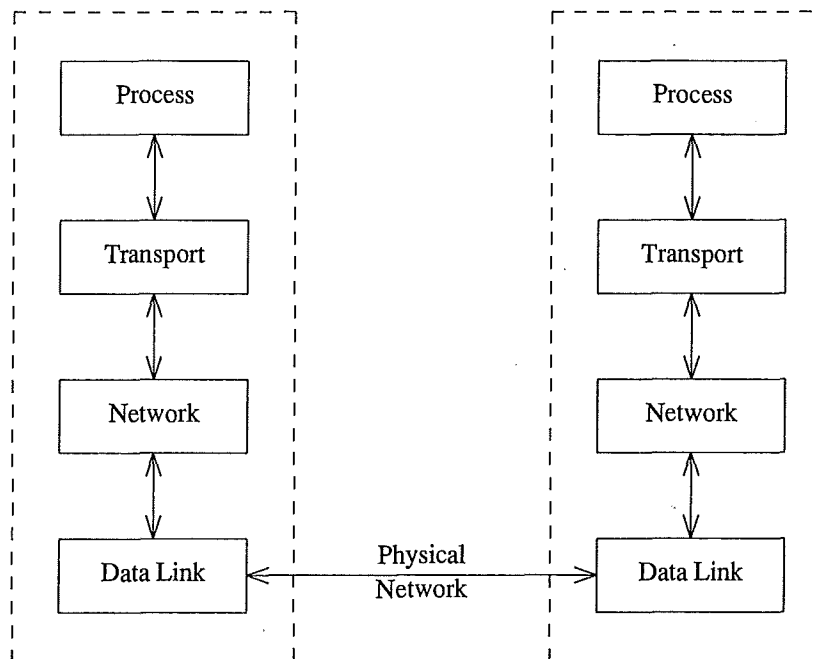 Process
Process
Transport
Transport
Network
Network
Data Link
Physical
Network
Data Link